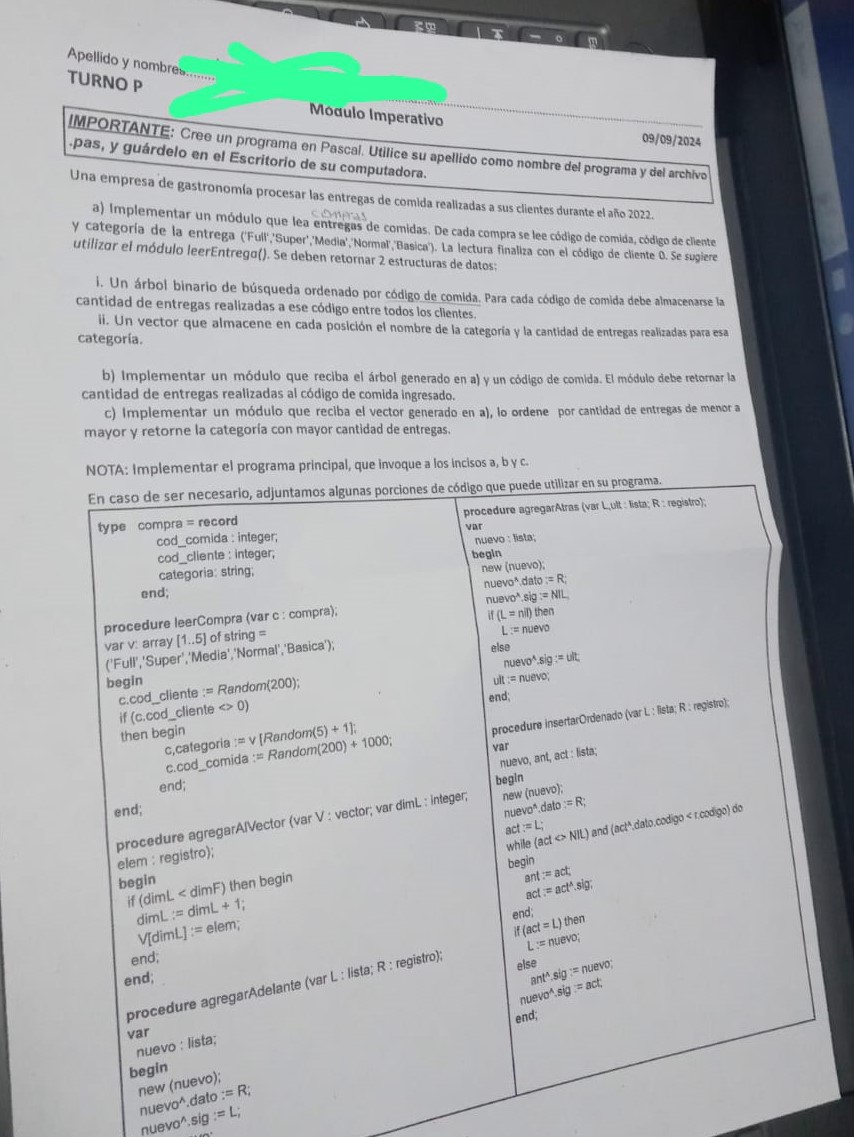 Apellido y nombres.........
TURNO P
Módulo Imperativo
09/09/2024
IMPORTANTE: Cree un programa en Pascal. Utilice su apellido como nombre del programa y del archivo
.pas, y guárdelo en el Escritorio de su computadora.
Una empresa de gastronomía procesar las entregas de comida realizadas a sus clientes durante el año 2022.
compras
a) Implementar un módulo que lea entregas de comidas. De cada compra se lee código de comida, código de cliente
y categoría de la entrega ('Full','Super','Media','Normal','Basica'). La lectura finaliza con el código de cliente 0. Se sugiere
utilizar el módulo leerEntrega(). Se deben retornar 2 estructuras de datos:
i. Un árbol binario de búsqueda ordenado por código de comida. Para cada código de comida debe almacenarse la
cantidad de entregas realizadas a ese código entre todos los clientes.
ii. Un vector que almacene en cada posición el nombre de la categoría y la cantidad de entregas realizadas para esa
categoría.
b) Implementar un módulo que reciba el árbol generado en a) y un código de comida. El módulo debe retornar la
cantidad de entregas realizadas al código de comida ingresado.
c) Implementar un módulo que reciba el vector generado en a), lo ordene por cantidad de entregas de menor a
mayor y retorne la categoría con mayor cantidad de entregas.
NOTA: Implementar el programa principal, que invoque a los incisos a, b y c.
En caso de ser necesario, adjuntamos algunas porciones de código que puede utilizar en su programa.
type compra = record
cod_comida : integer;
cod_cliente : integer;
categoria: string;
end;
procedure leerCompra (var c : compra);
var v: array [1..5] of string =
('Full','Super','Media','Normal','Basica');
begin
c.cod_cliente := Random(200);
if (c.cod_cliente <> 0)
then begin
c,categoria := v [Random(5) + 1];
c.cod_comida := Random(200) + 1000;
end;
end;
procedure agregarAlVector (var V : vector; var dimL : integer;
elem : registro);
begin
if (dimL < dimF) then begin
dimL := dimL + 1;
V[dimL] := elem;
end;
end;
procedure agregarAdelante (var L : lista; R : registro);
var
nuevo : lista;
begin
new (nuevo);
nuevo^.dato := R;
nuevo^.sig := L;
procedure agregarAtras (var L,ult : lista; R : registro);
var
nuevo : lista;
begin
new (nuevo);
nuevo^.dato := R;
nuevo^.sig := NIL;
if (L = nil) then
L := nuevo
else
nuevo^.sig := ult;
ult := nuevo;
end;
procedure insertarOrdenado (var L : lista; R : registro);
var
nuevo, ant, act : lista;
begin
new (nuevo);
nuevo^.dato := R;
act := L;
while (act <> NIL) and (act^.dato.codigo < r.codigo) do
begin
ant := act;
act := act^.sig;
end;
if (act = L) then
L := nuevo;
else
ant^.sig := nuevo;
nuevo^.sig := act;
end;